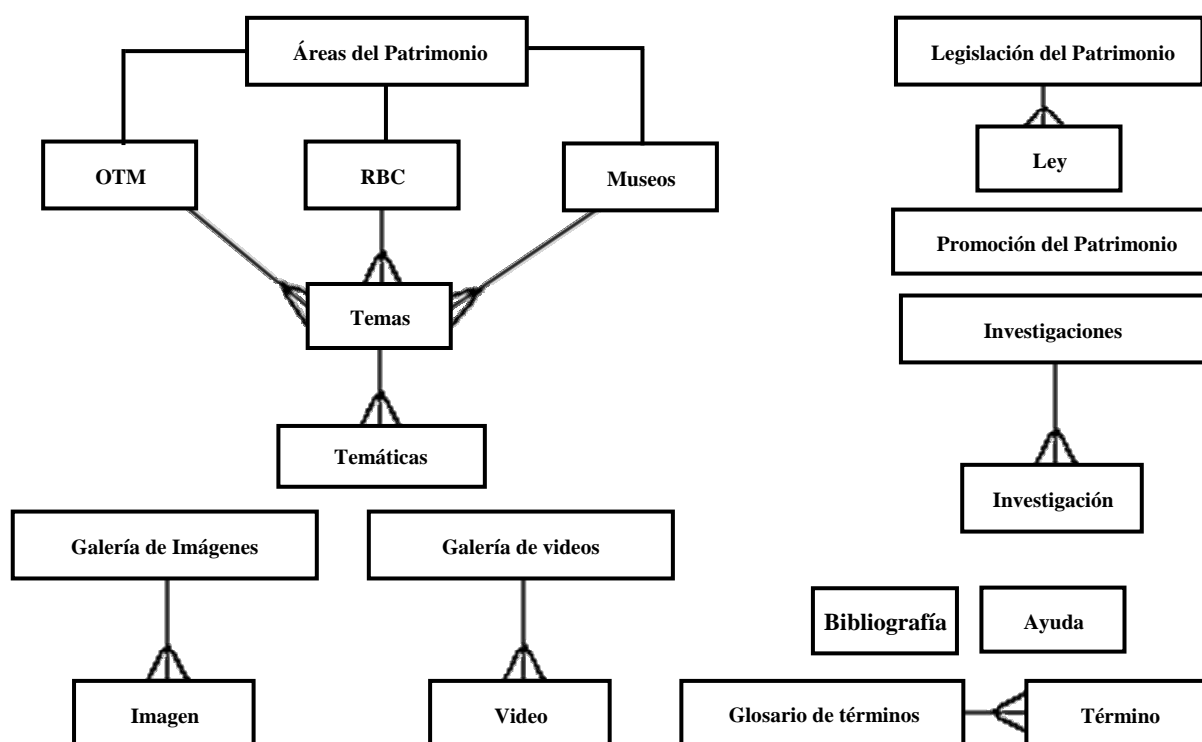 Áreas del Patrimonio
Legislación del Patrimonio
OTM
RBC
Museos
Ley
Promoción del Patrimonio
Temas
Investigaciones
Temáticas
Investigación
Galería de Imágenes
Galería de videos
Bibliografía
Ayuda
Imagen
Video
Glosario de términos
Término